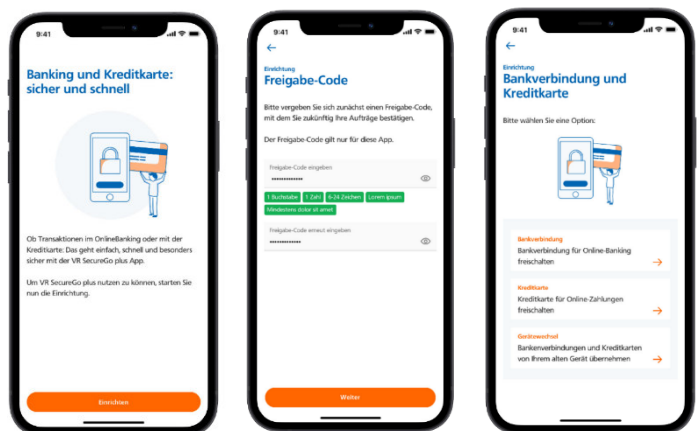 9:41
Banking und Kreditkarte:
sicher und schnell
Ob Transaktionen im OnlineBanking oder mit der
Kreditkarte: Das geht einfach, schnell und besonders
sicher mit der VR SecureGo plus App.
Um VR SecureGo plus nutzen zu können, starten Sie
nun die Einrichtung.
Einrichten
9:41
Einrichtung
Freigabe-Code
Bitte vergeben Sie sich zunächst einen Freigabe-Code,
mit dem Sie zukünftig Ihre Aufträge bestätigen.
Der Freigabe-Code gilt nur für diese App.
Freigabe-Code eingeben
1 Buchstabe 1 Zahl 6-24 Zeichen Lorem ipsum
Mindestens dolor sit amet
Freigabe-Code erneut eingeben
Weiter
9:41
Einrichtung
Bankverbindung und
Kreditkarte
Bitte wählen Sie eine Option:
Bankverbindung
Bankverbindung für Online-Banking
freischalten
Kreditkarte
Kreditkarte für Online-Zahlungen
freischalten
Gerätewechsel
Bankenverbindungen und Kreditkarten
von Ihrem alten Gerät übernehmen